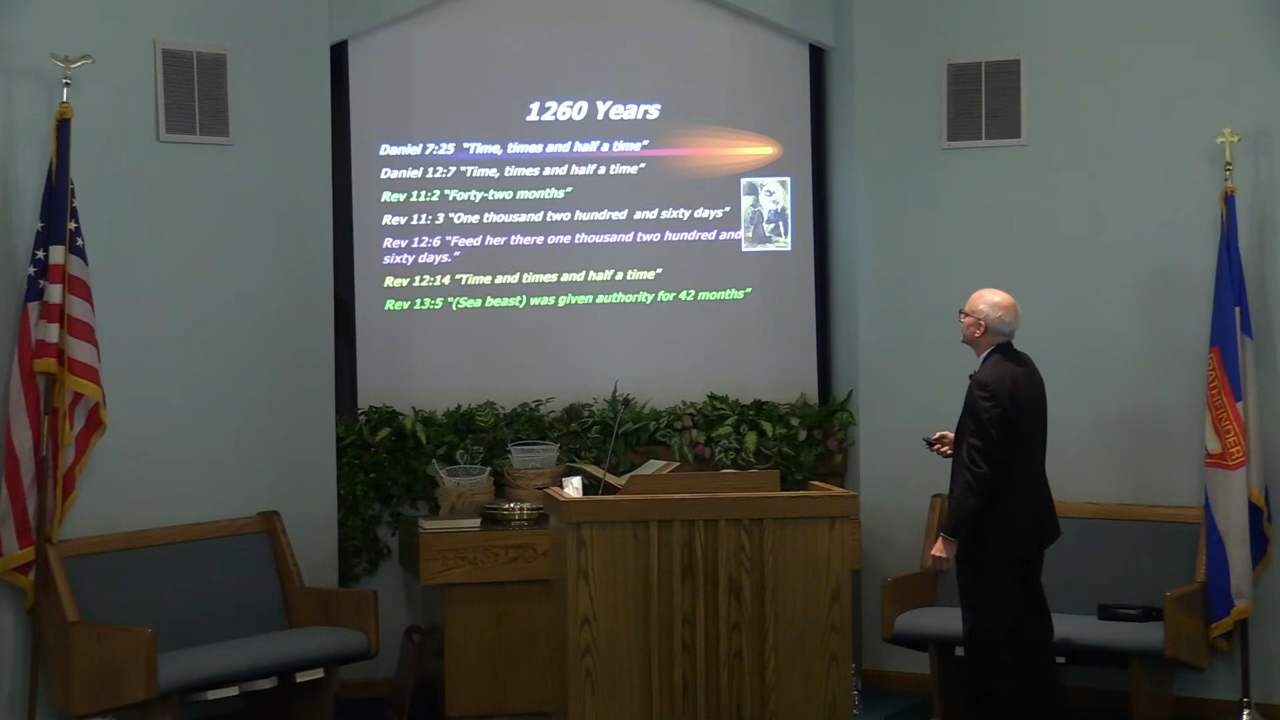 1260 Years
Daniel 7:25 "Time, times and half a time"
Daniel 12:7 "Time, times and half a time"
Rev 11:2 "Forty-two months"
Rev 11: 3 "One thousand two hundred and sixty days"
Rev 12:6 "Feed her there one thousand two hundred and
sixty days."
Rev 12:14 "Time and times and half a time"
Rev 13:5 "(Sea beast) was given authority for 42 months"
PATHFINDER